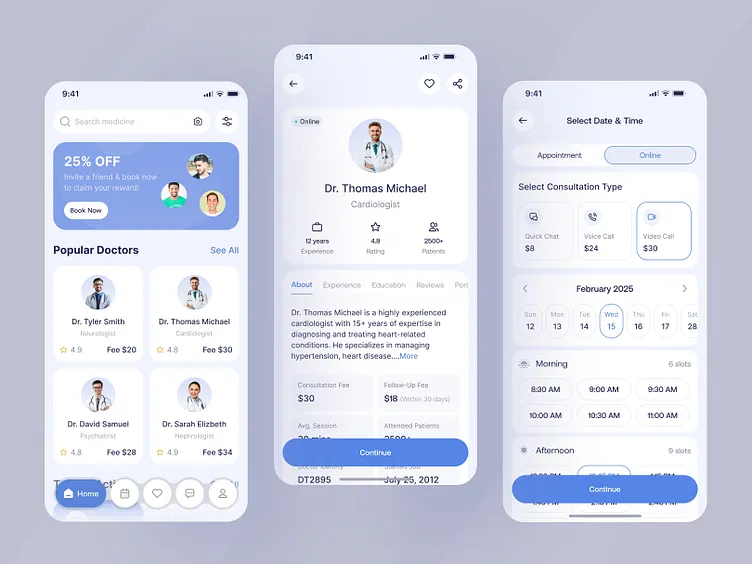 9:41
Search medicine
25% OFF
Invite a friend & book now
to claim your reward!
Book Now
Popular Doctors
See All
Dr. Tyler Smith
Neurologist
4.9
Fee $20
Dr. Thomas Michael
Cardiologist
4.8
Fee $30
Dr. David Samuel
Psychiatrist
4.8
Fee $28
Dr. Sarah Elizbeth
Nephrologist
4.9
Fee $34
Home
9:41
Online
Dr. Thomas Michael
Cardiologist
12 years
Experience
4.8
Rating
2500+
Patients
About
Experience
Education
Reviews
Port
Dr. Thomas Michael is a highly experienced
cardiologist with 15+ years of expertise in
diagnosing and treating heart-related
conditions. He specializes in managing
hypertension, heart disease....More
Consultation Fee
$30
Follow-Up Fee
$18 (Within 30 days)
Avg. Session
Attended Patients
Continue
DT2895
July 25, 2012
9:41
Select Date & Time
Appointment
Online
Select Consultation Type
Quick Chat
$8
Voice Call
$24
Video Call
$30
February 2025
Sun Mon Tue Wed Thu Fri Sat
12 13 14 15 16 17 28
Morning
6 slots
8:30 AM
9:00 AM
9:30 AM
10:00 AM
10:30 AM
11:00 AM
Afternoon
9 slots
Continue